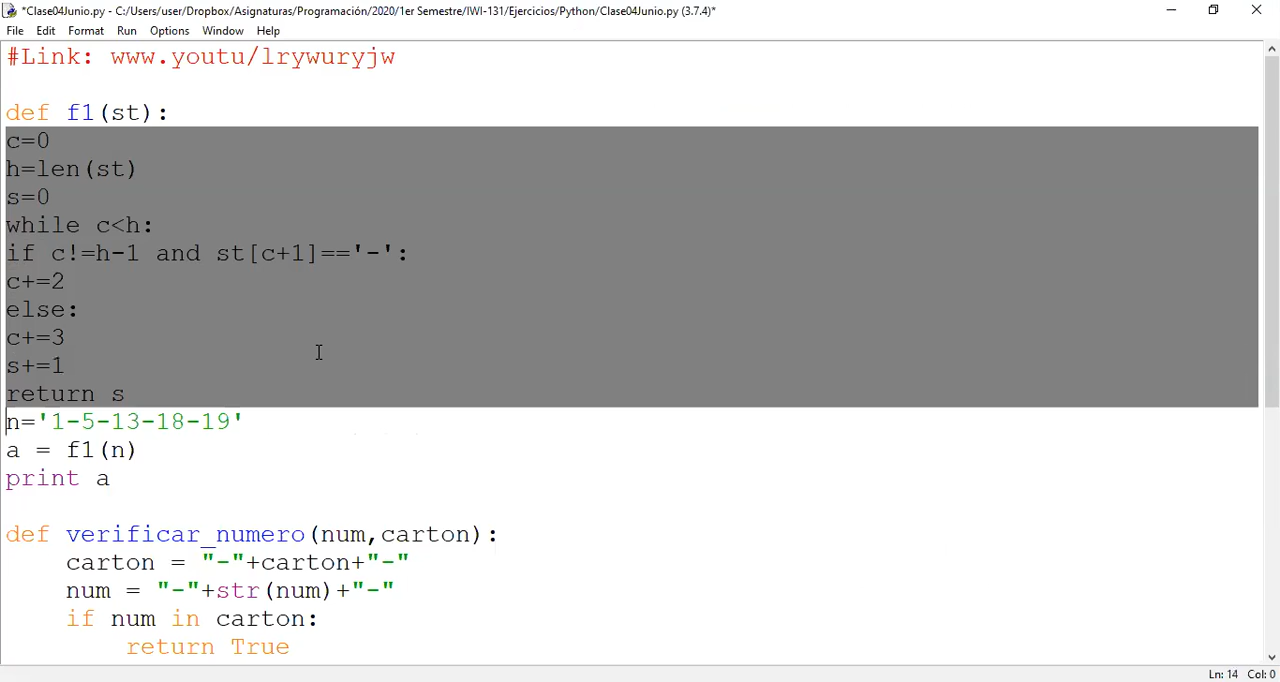 *Clase04Junio.py - C:/Users/user/Dropbox/Asignaturas/Programación/2020/1er Semestre/IWI-131/Ejercicios/Python/Clase04Junio.py (3.7.4)*
File Edit Format Run Options Window Help
#Link: www.youtu/lrywuryjw
def f1(st):
c=0
h=len(st)
s=0
while c<h:
if c!=h-1 and st[c+1]=='-':
c+=2
else:
c+=3
s+=1
return s
n='1-5-13-18-19'
a = f1(n)
print a
def verificar_numero(num,carton):
    carton = "-"+carton+"-"
    num = "-"+str(num)+"-"
    if num in carton:
        return True
Ln: 14 Col: 0